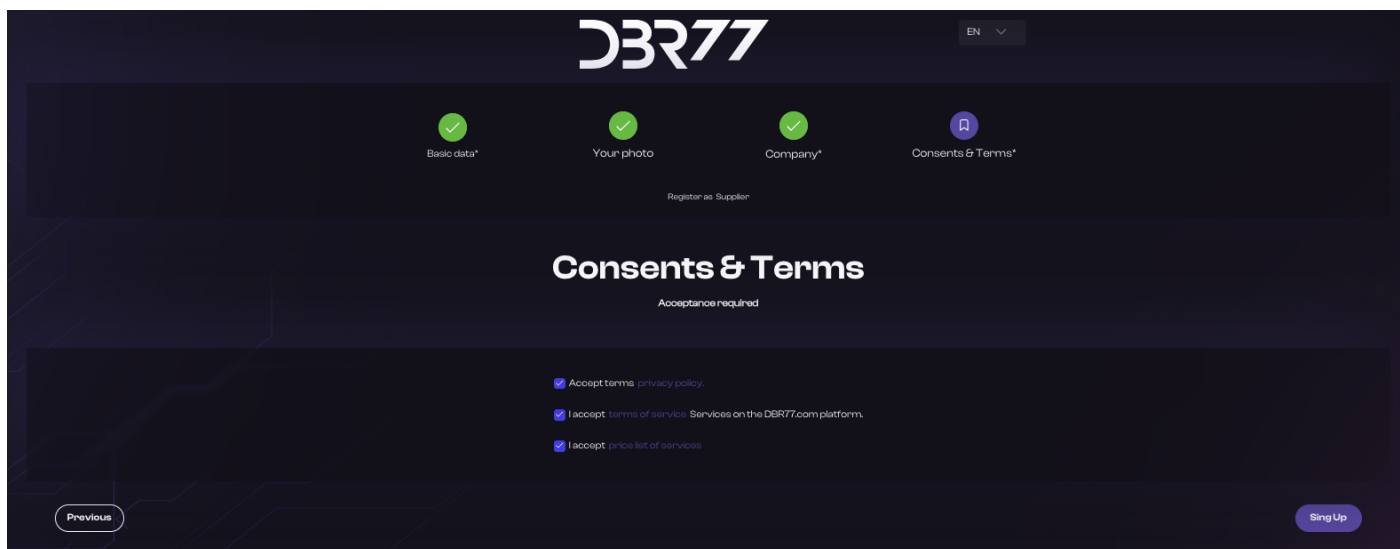 DBR77
EN
Basic data*
Your photo
Company*
Consents & Terms*
Register as Supplier
Consents & Terms
Acceptance required
Accept terms privacy policy.
I accept terms of service Services on the DBR77.com platform.
I accept price list of services
Previous
Sing Up